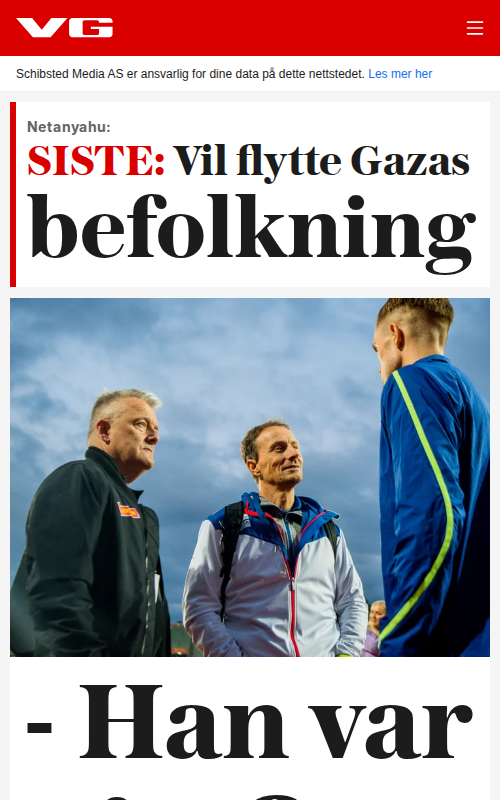 VG
Schibsted Media AS er ansvarlig for dine data på dette nettstedet. Les mer her
Netanyahu:
SISTE: Vil flytte Gazas
befolkning
- Han var